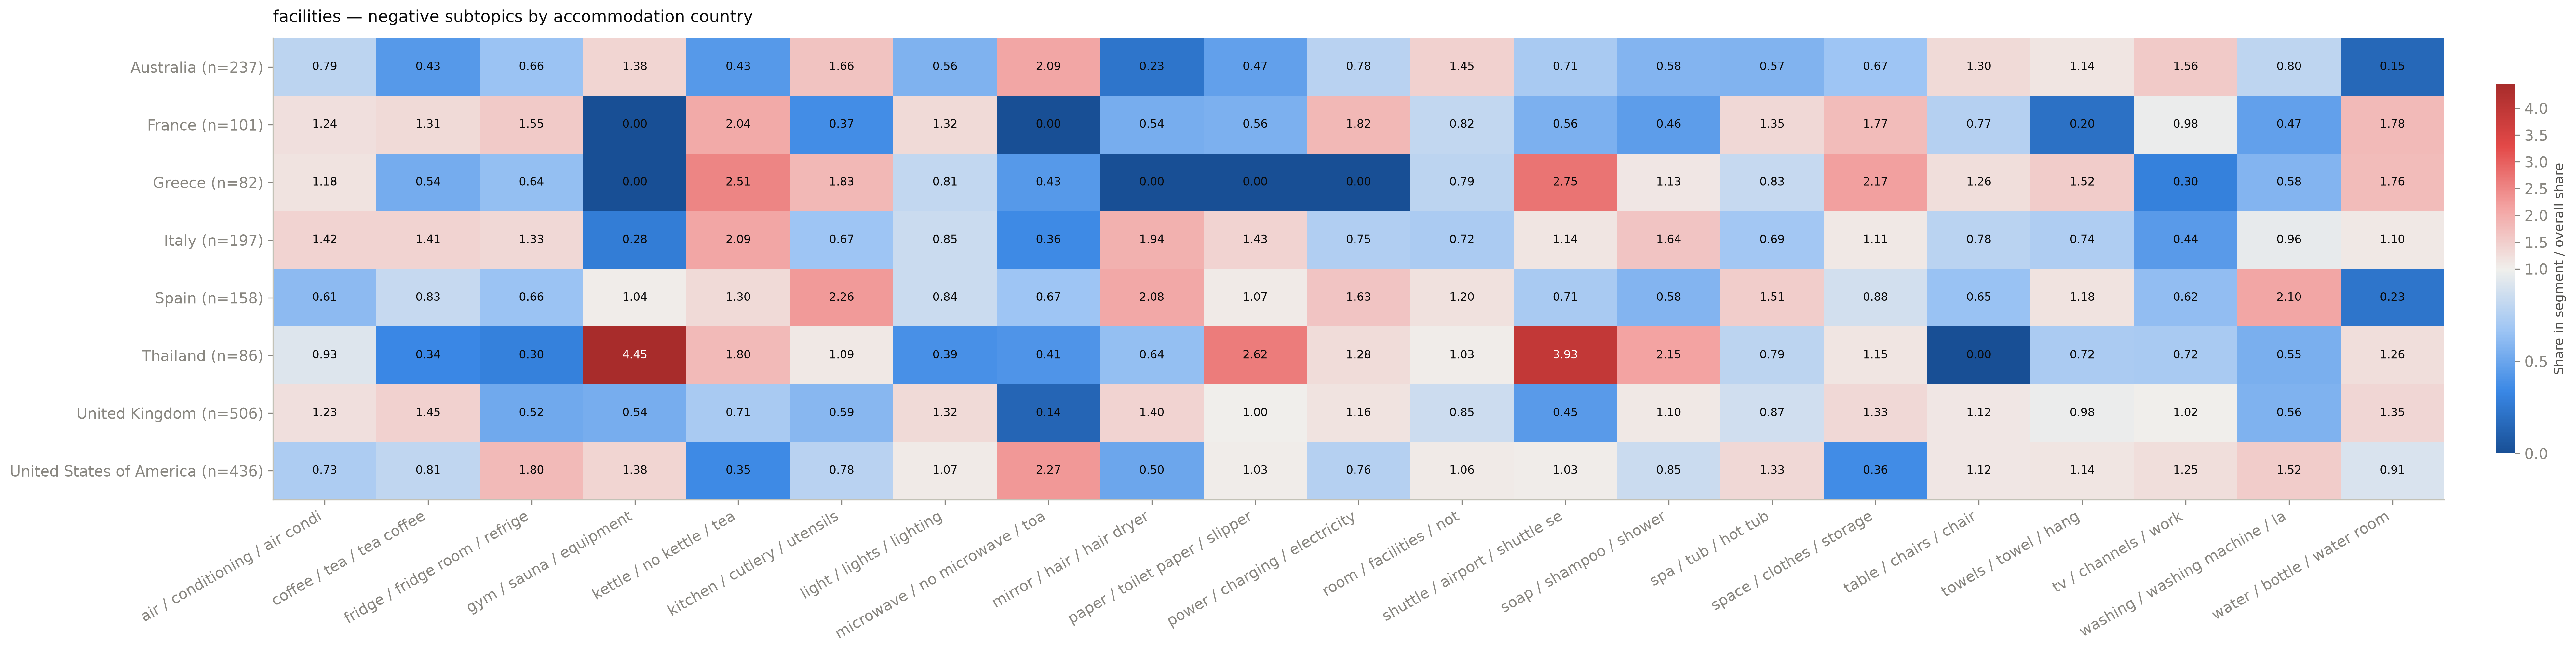 facilities — negative subtopics by accommodation country
Australia (n=237) 0.79 0.43 0.66 1.38 0.43 1.66 0.56 2.09 0.23 0.47 0.78 1.45 0.71 0.58 0.57 0.67 1.30 1.14 1.56 0.80 0.15
France (n=101) 1.24 1.31 1.55 0.00 2.04 0.37 1.32 0.00 0.54 0.56 1.82 0.82 0.56 0.46 1.35 1.77 0.77 0.20 0.98 0.47 1.78
Greece (n=82) 1.18 0.54 0.64 0.00 2.51 1.83 0.81 0.43 0.00 0.00 0.00 0.79 2.75 1.13 0.83 2.17 1.26 1.52 0.30 0.58 1.76
Italy (n=197) 1.42 1.41 1.33 0.28 2.09 0.67 0.85 0.36 1.94 1.43 0.75 0.72 1.14 1.64 0.69 1.11 0.78 0.74 0.44 0.96 1.10
Spain (n=158) 0.61 0.83 0.66 1.04 1.30 2.26 0.84 0.67 2.08 1.07 1.63 1.20 0.71 0.58 1.51 0.88 0.65 1.18 0.62 2.10 0.23
Thailand (n=86) 0.93 0.34 0.30 4.45 1.80 1.09 0.39 0.41 0.64 2.62 1.28 1.03 3.93 2.15 0.79 1.15 0.00 0.72 0.72 0.55 1.26
United Kingdom (n=506) 1.23 1.45 0.52 0.54 0.71 0.59 1.32 0.14 1.40 1.00 1.16 0.85 0.45 1.10 0.87 1.33 1.12 0.98 1.02 0.56 1.35
United States of America (n=436) 0.73 0.81 1.80 1.38 0.35 0.78 1.07 2.27 0.50 1.03 0.76 1.06 1.03 0.85 1.33 0.36 1.12 1.14 1.25 1.52 0.91
air / conditioning / air condi
coffee / tea / tea coffee
fridge / fridge room / refrige
gym / sauna / equipment
kettle / no kettle / tea
kitchen / cutlery / utensils
light / lights / lighting
microwave / no microwave / toa
mirror / hair / hair dryer
paper / toilet paper / slipper
power / charging / electricity
room / facilities / not
shuttle / airport / shuttle se
soap / shampoo / shower
spa / tub / hot tub
space / clothes / storage
table / chairs / chair
towels / towel / hang
tv / channels / work
washing / washing machine / la
water / bottle / water room
4.0
3.5
3.0
2.5
2.0
1.5
1.0
0.5
0.0
Share in segment / overall share